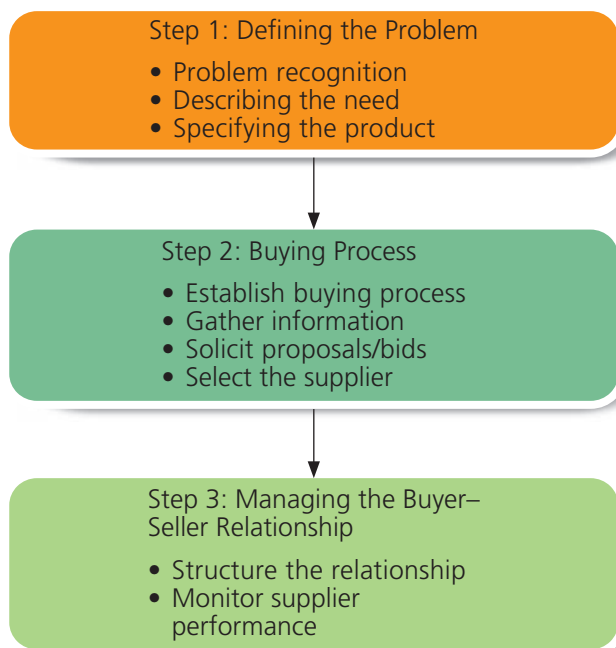 Step 1: Defining the Problem
• Problem recognition
• Describing the need
• Specifying the product
Step 2: Buying Process
• Establish buying process
• Gather information
• Solicit proposals/bids
• Select the supplier
Step 3: Managing the Buyer–
Seller Relationship
• Structure the relationship
• Monitor supplier
performance